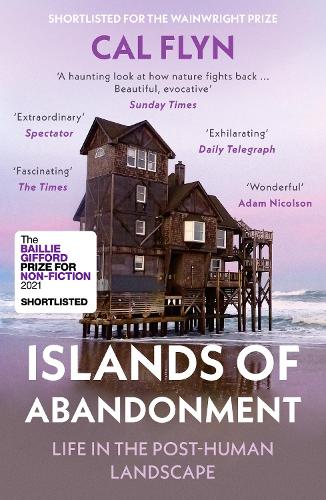 SHORTLISTED FOR THE WAINWRIGHT PRIZE
CAL FLYN
‘A haunting look at how nature fights back ...
Beautiful, evocative’
Sunday Times
‘Extraordinary’
Spectator
‘Exhilarating’
Daily Telegraph
‘Fascinating’
The Times
‘Wonderful’
Adam Nicolson
The
BAILLIE
GIFFORD
PRIZE FOR
NON-FICTION
2021
SHORTLISTED
ISLANDS OF
ABANDONMENT
LIFE IN THE POST-HUMAN
LANDSCAPE